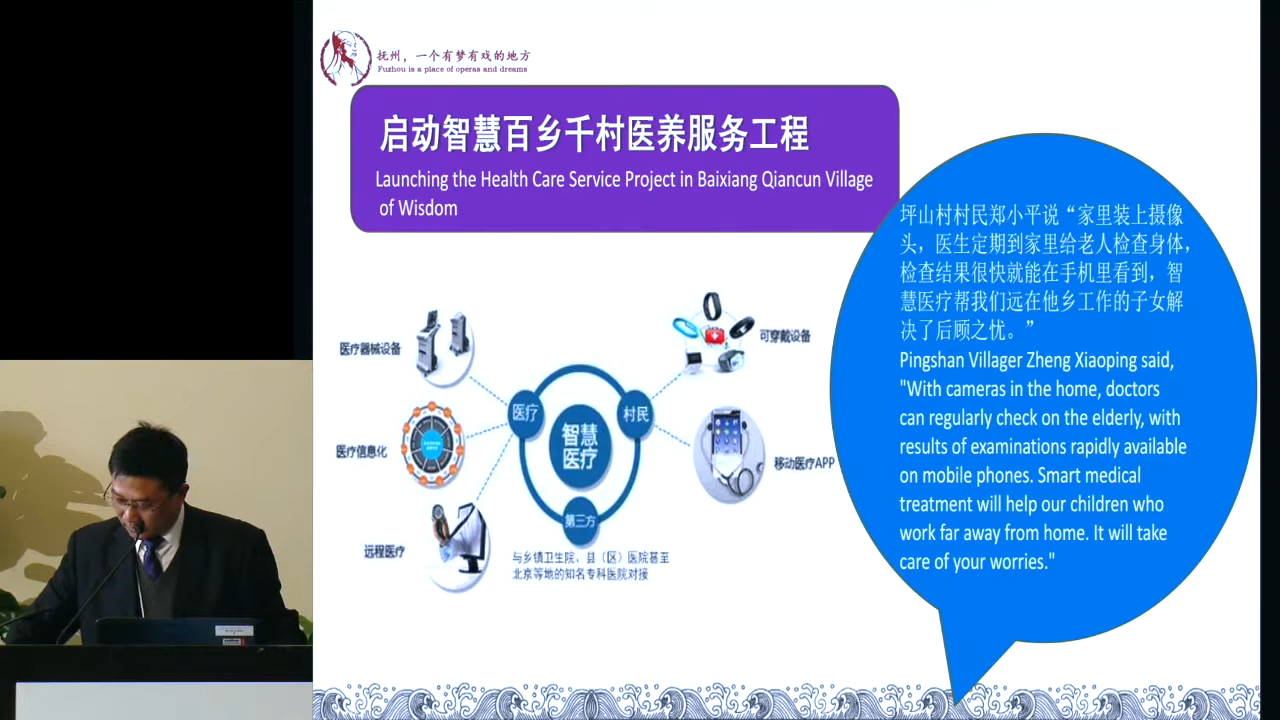 抚州，一个有梦有戏的地方
Fuzhou is a place of operas and dreams
启动智慧百乡千村医养服务工程
Launching the Health Care Service Project in Baixiang Qiancun Village
of Wisdom
医疗器械设备
可穿戴设备
医疗
村民
智慧
医疗
医疗信息化
移动医疗APP
第三方
远程医疗
与乡镇卫生院、县（区）医院甚至
北京等地的知名专科医院对接
坪山村村民郑小平说“家里装上摄像
头，医生定期到家里给老人检查身体，
检查结果很快就能在手机里看到，智
慧医疗帮我们远在他乡工作的子女解
决了后顾之忧。”
Pingshan Villager Zheng Xiaoping said,
"With cameras in the home, doctors
can regularly check on the elderly, with
results of examinations rapidly available
on mobile phones. Smart medical
treatment will help our children who
work far away from home. It will take
care of your worries."